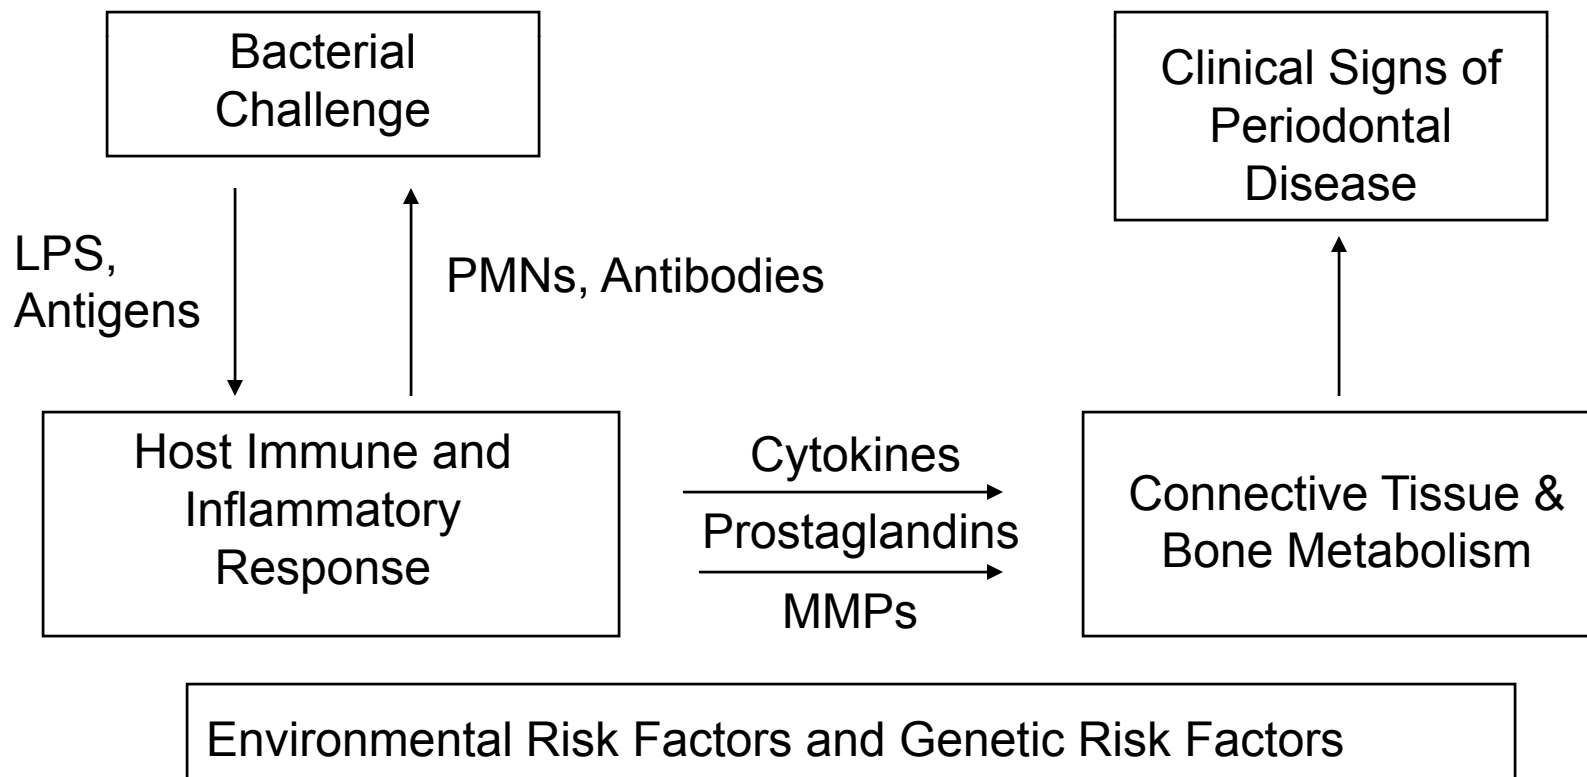 Bacterial
Challenge
Clinical Signs of
Periodontal
Disease
LPS,
Antigens
PMNs, Antibodies
Host Immune and
Inflammatory
Response
Cytokines
Prostaglandins
MMPs
Connective Tissue &
Bone Metabolism
Environmental Risk Factors and Genetic Risk Factors